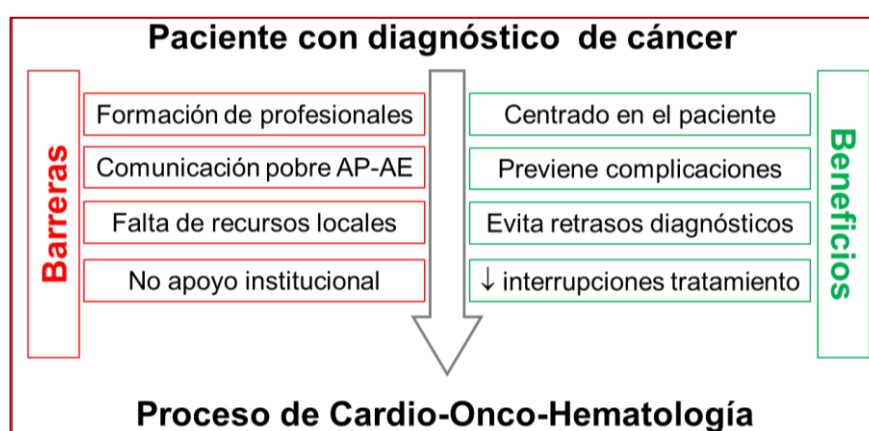 Paciente con diagnóstico de cáncer
Barreras
Formación de profesionales
Comunicación pobre AP-AE
Falta de recursos locales
No apoyo institucional
Centrado en el paciente
Previene complicaciones
Evita retrasos diagnósticos
↓ interrupciones tratamiento
Beneficios
Proceso de Cardio-Onco-Hematología